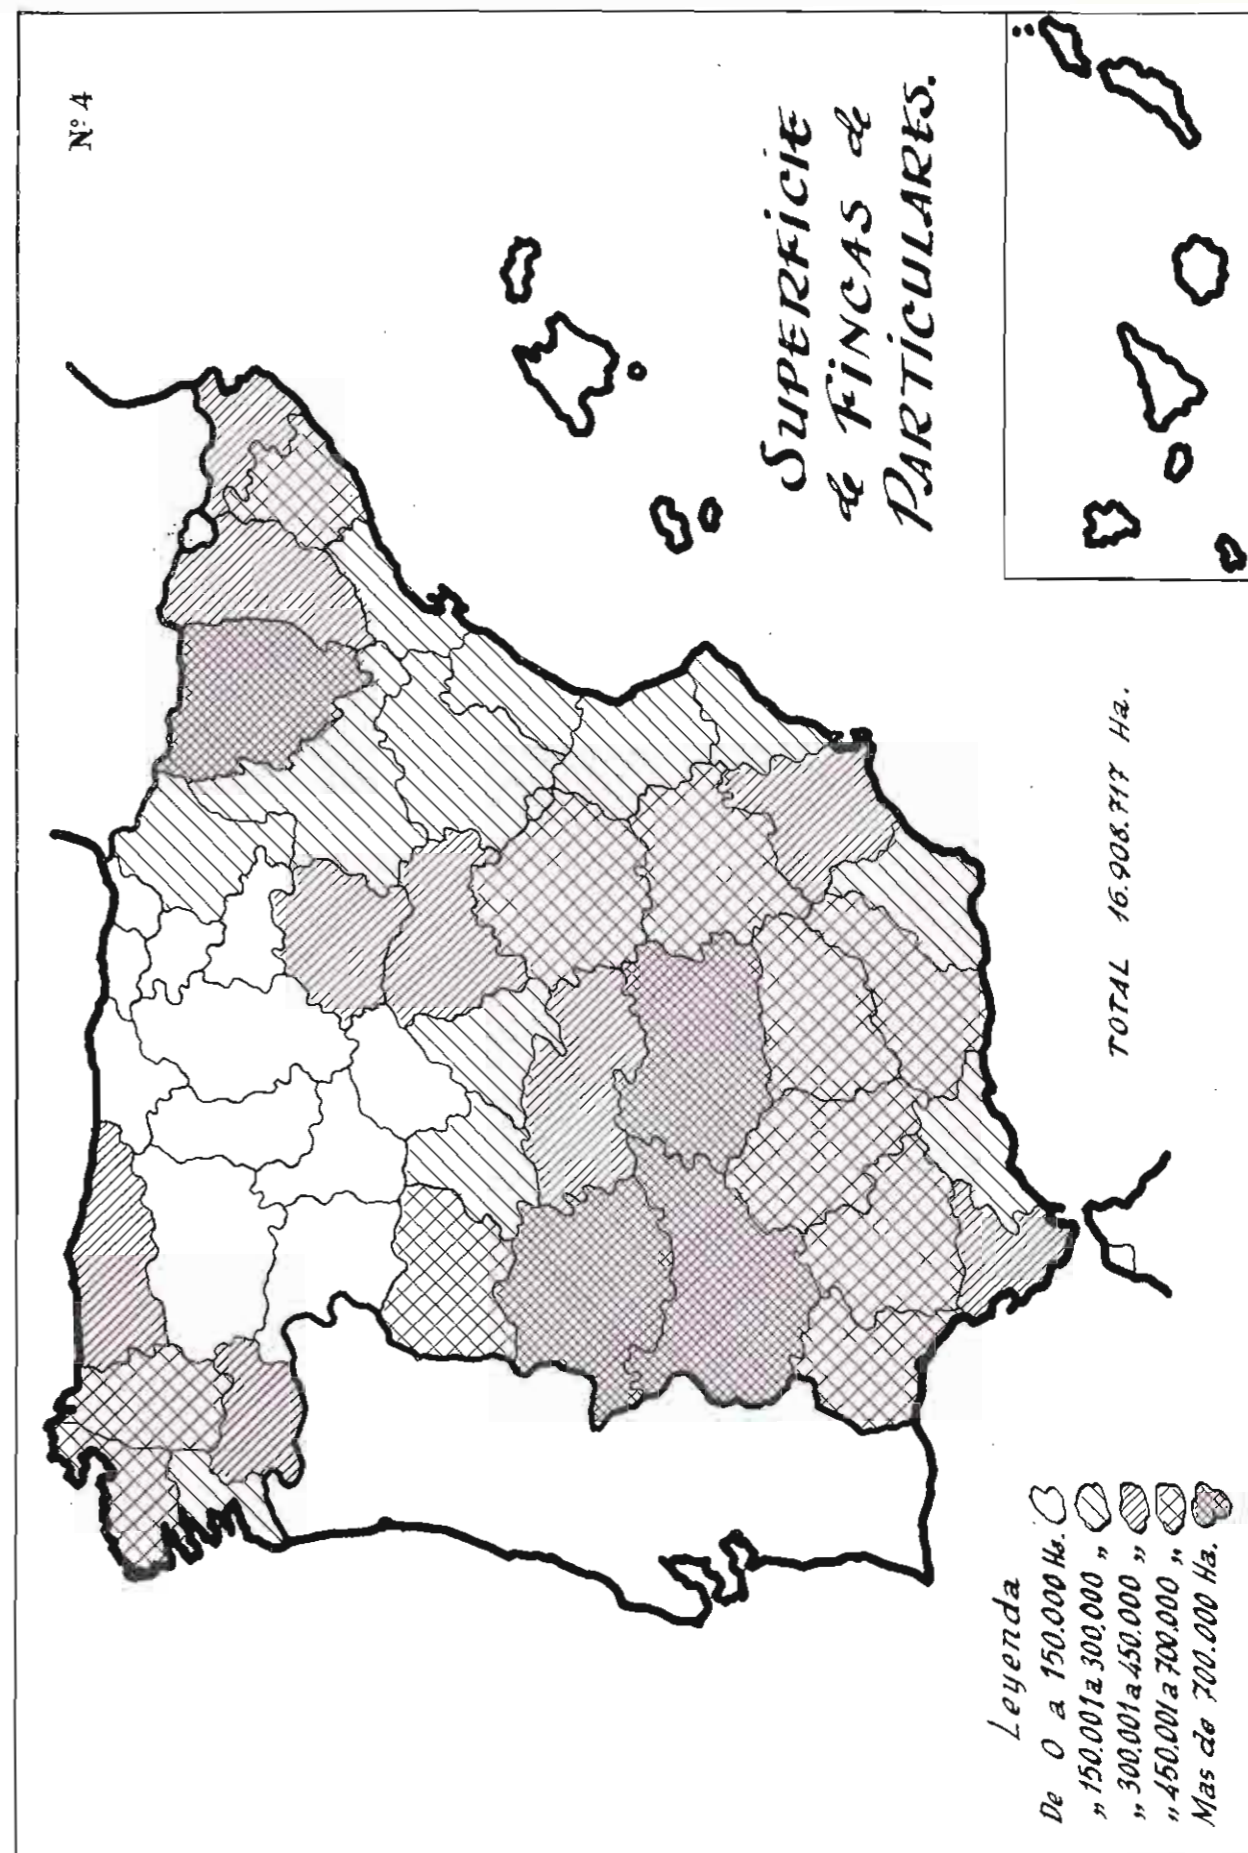 Nº 4
SUPERFICIE
de FINCAS de
PARTICULARES.
TOTAL 16.908.717 Ha.
Leyenda
De 0 a 150.000 Ha.
„ 150.001 a 300.000 „
„ 300.001 a 450.000 „
„ 450.001 a 700.000 „
Mas de 700.000 Ha.